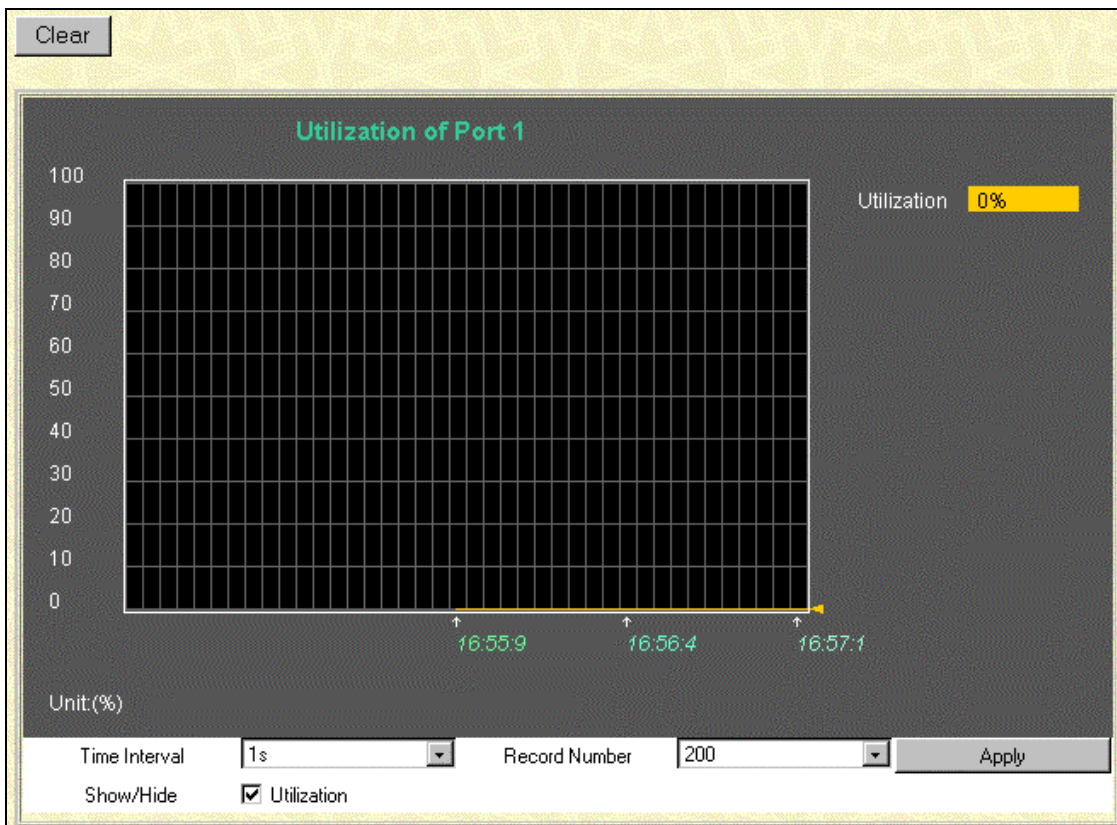 Clear
Utilization of Port 1
100
90
80
70
60
50
40
30
20
10
0
Utilization 0%
16:55:9 16:56:4 16:57:1
Unit:(%)
Time Interval 1s Record Number 200 Apply
Show/Hide Utilization